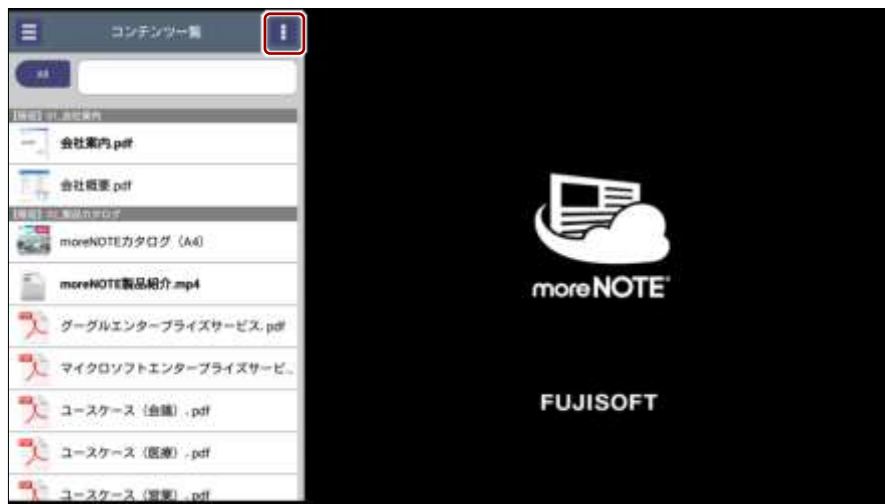 コンテンツ一覧
All
会社案内.pdf
会社概要.pdf
moreNOTEカタログ（A4）
moreNOTE製品紹介.mp4
グーグルエンタープライズサービス.pdf
マイクロソフトエンタープライズサービ...
ユースケース（会議）.pdf
ユースケース（医療）.pdf
ユースケース（営業）.pdf
moreNOTE
FUJISOFT